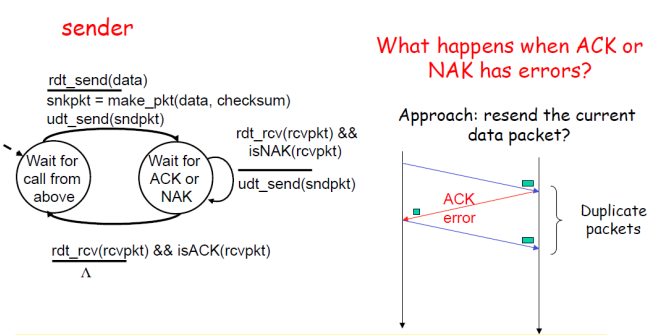 sender
rdt_send(data)
snkpkt = make_pkt(data, checksum)
udt_send(sndpkt)
Wait for
call from
above
Wait for
ACK or
NAK
rdt_rcv(rcvpkt) &&
isNAK(rcvpkt)
udt_send(sndpkt)
rdt_rcv(rcvpkt) && isACK(rcvpkt)
Λ
What happens when ACK or
NAK has errors?
Approach: resend the current
data packet?
ACK
error
Duplicate
packets